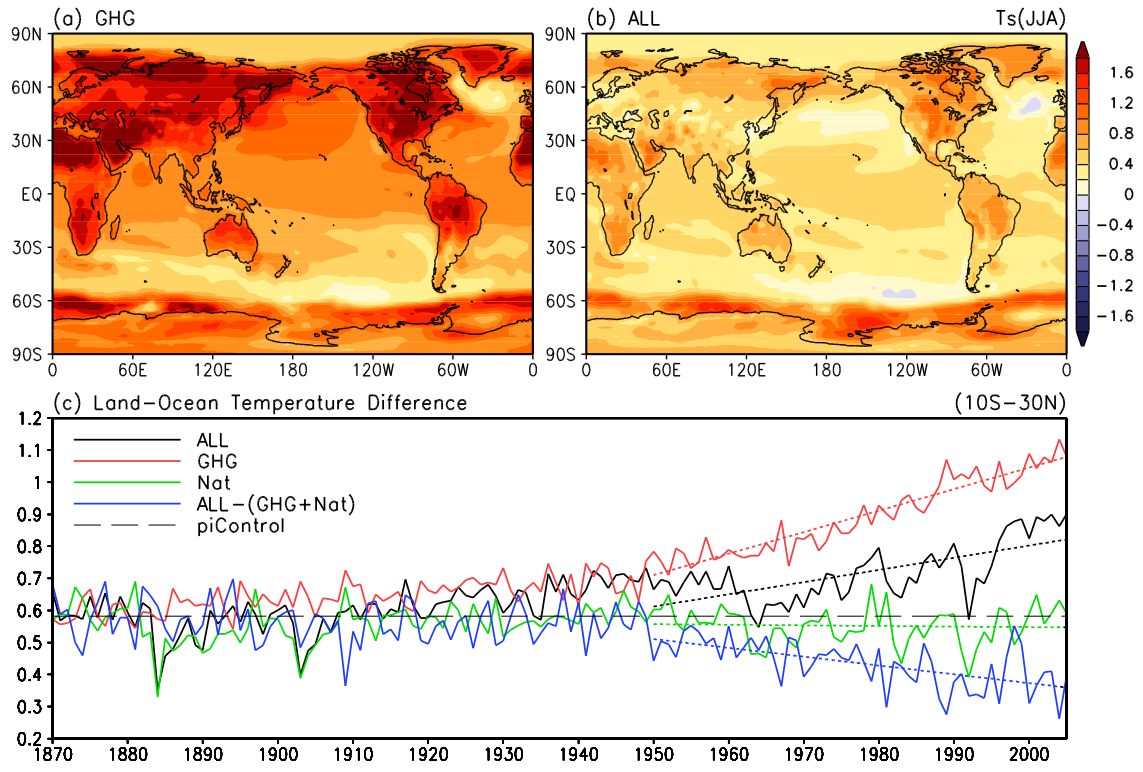 (a) GHG
(b) ALL Ts(JJA)
90N
60N
30N
EQ
30S
60S
90S
0 60E 120E 180 120W 60W 0
90N
60N
30N
EQ
30S
60S
90S
0 60E 120E 180 120W 60W 0
1.6
1.2
0.8
0.4
0
−0.4
−0.8
−1.2
−1.6
(c) Land−Ocean Temperature Difference (10S−30N)
1.2
1.1
1
0.9
0.8
0.7
0.6
0.5
0.4
0.3
0.2
ALL
GHG
Nat
ALL−(GHG+Nat)
piControl
1870 1880 1890 1900 1910 1920 1930 1940 1950 1960 1970 1980 1990 2000